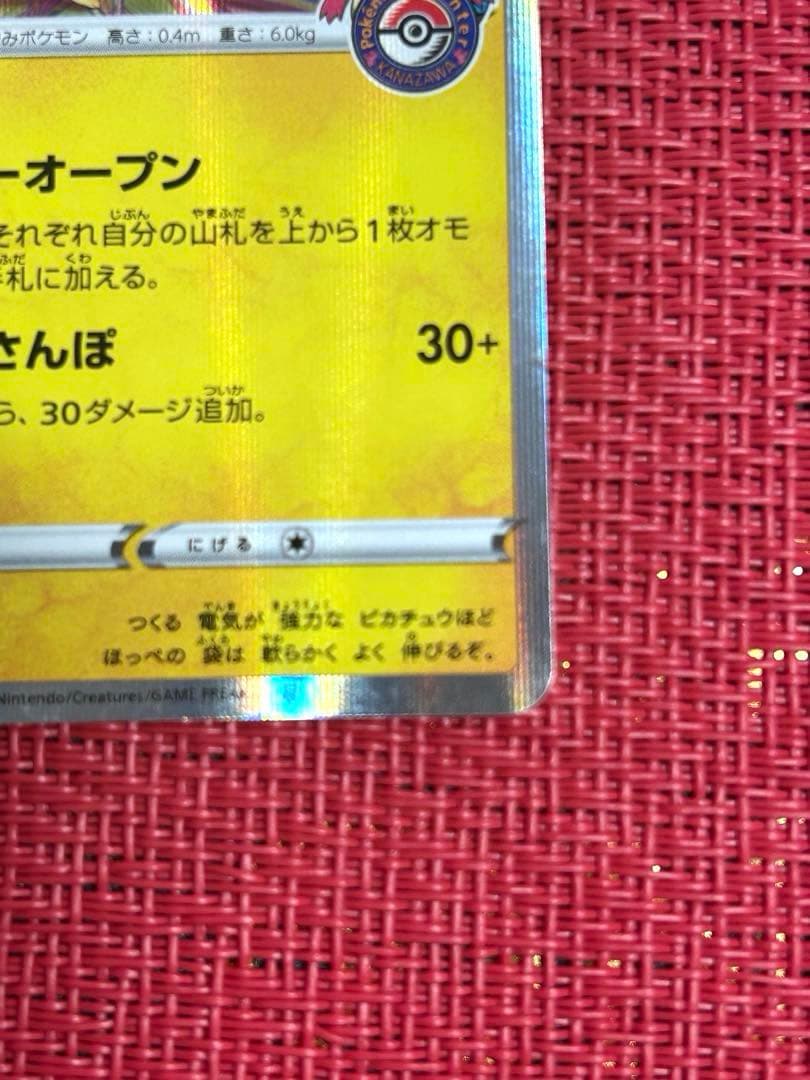 みポケモン 高さ:0.4m 重さ:6.0kg
Pokémon Center
KANAZAWA
ーオープン
それぞれ自分の山札を上から1枚オモ
札に加える。
さんぽ 30+
ら、30ダメージ追加。
にげる
つくる 電気が 強力な ピカチュウほど
ほっぺの 袋は 軟らかく よく 伸びるぞ。
Nintendo/Creatures/GAME FREAK